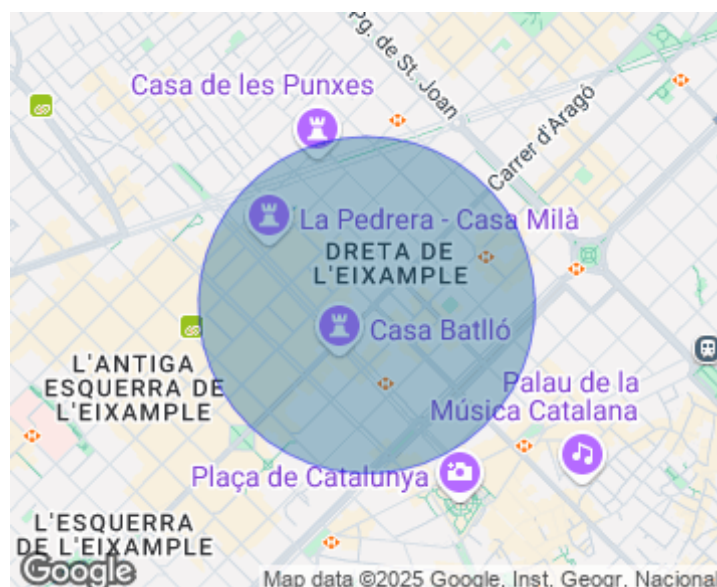 Pg. de St. Joan
Casa de les Punxes
Carrer d'Aragó
La Pedrera - Casa Milà
DRETA DE
L'EIXAMPLE
Casa Batlló
L'ANTIGA
ESQUERRA DE
L'EIXAMPLE
Palau de la
Música Catalana
Plaça de Catalunya
L'ESQUERRA
DE L'EIXAMPLE
Google
Map data ©2025 Google, Inst. Geogr. Nacional